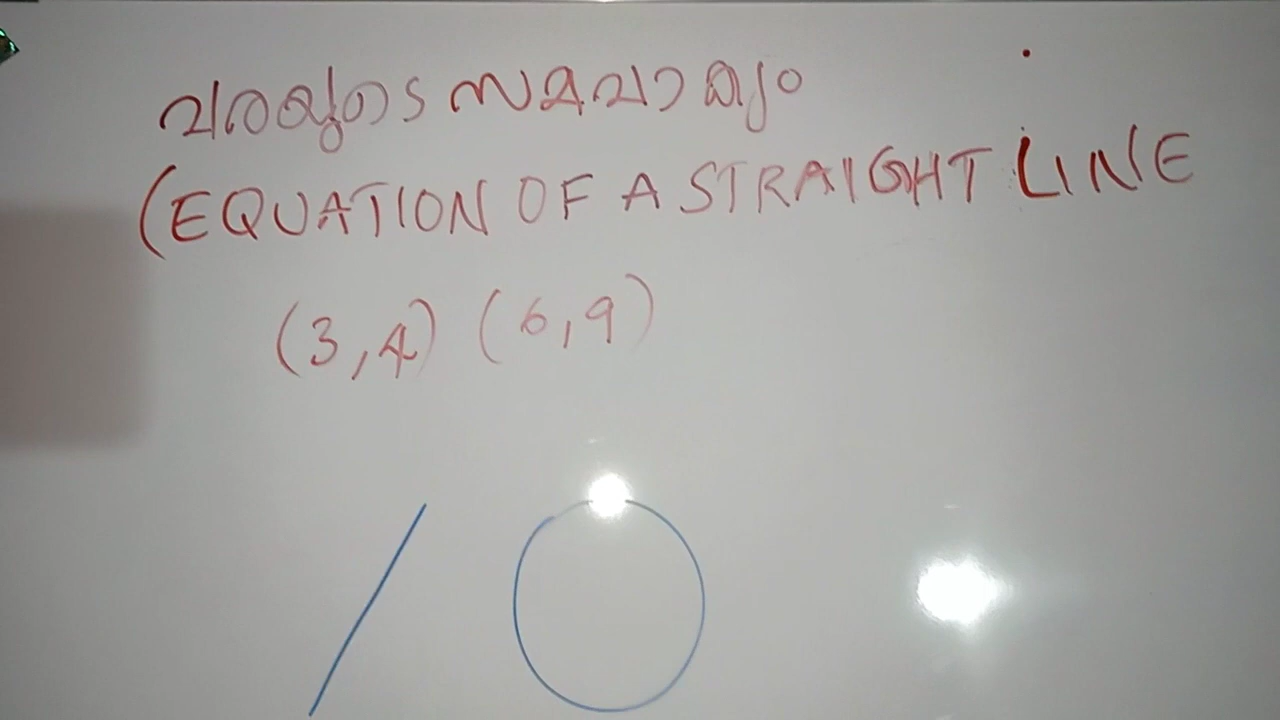 വരയുടെ സമവാക്യം
(EQUATION OF A STRAIGHT LINE
(3,4) (6,9)